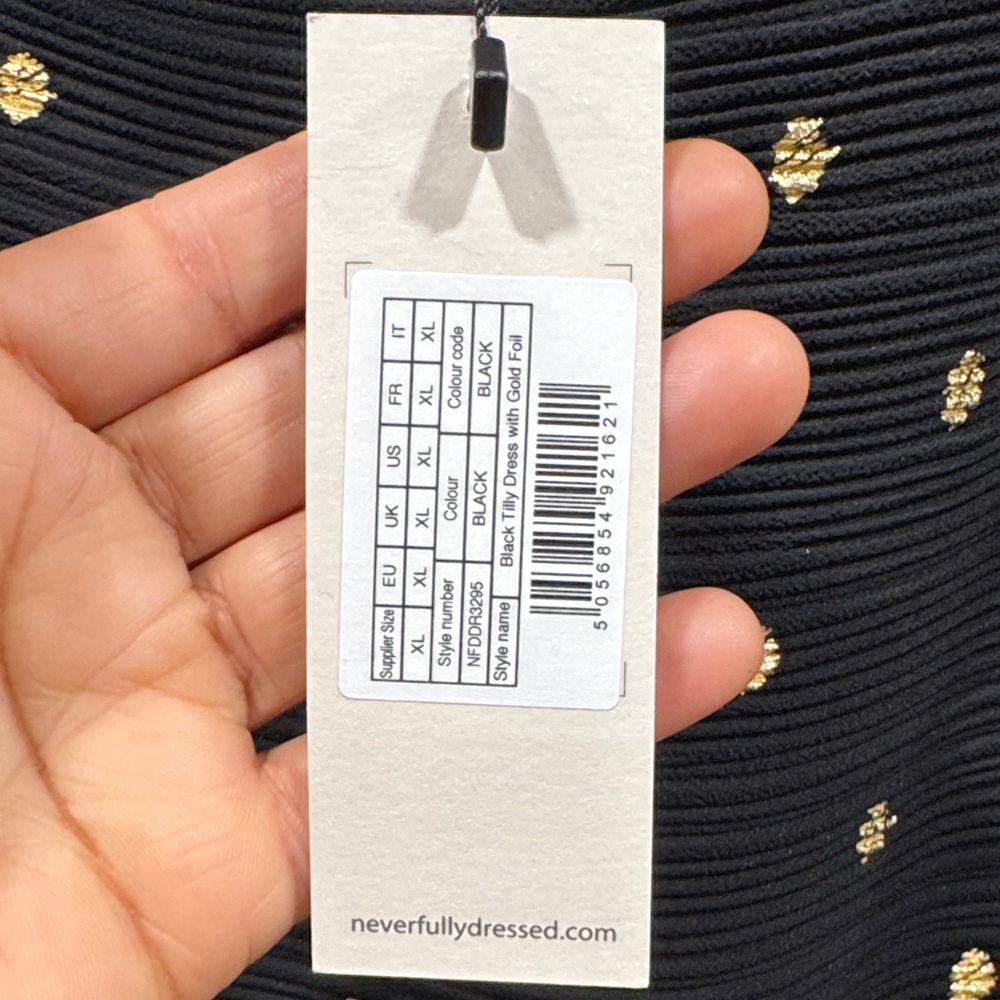 Supplier Size EU UK US FR IT
XL XL XL XL XL XL
Style number Colour Colour code
NFDDR3295 BLACK BLACK
Style name Black Tilly Dress with Gold Foil
5 056854 921621
neverfullydressed.com